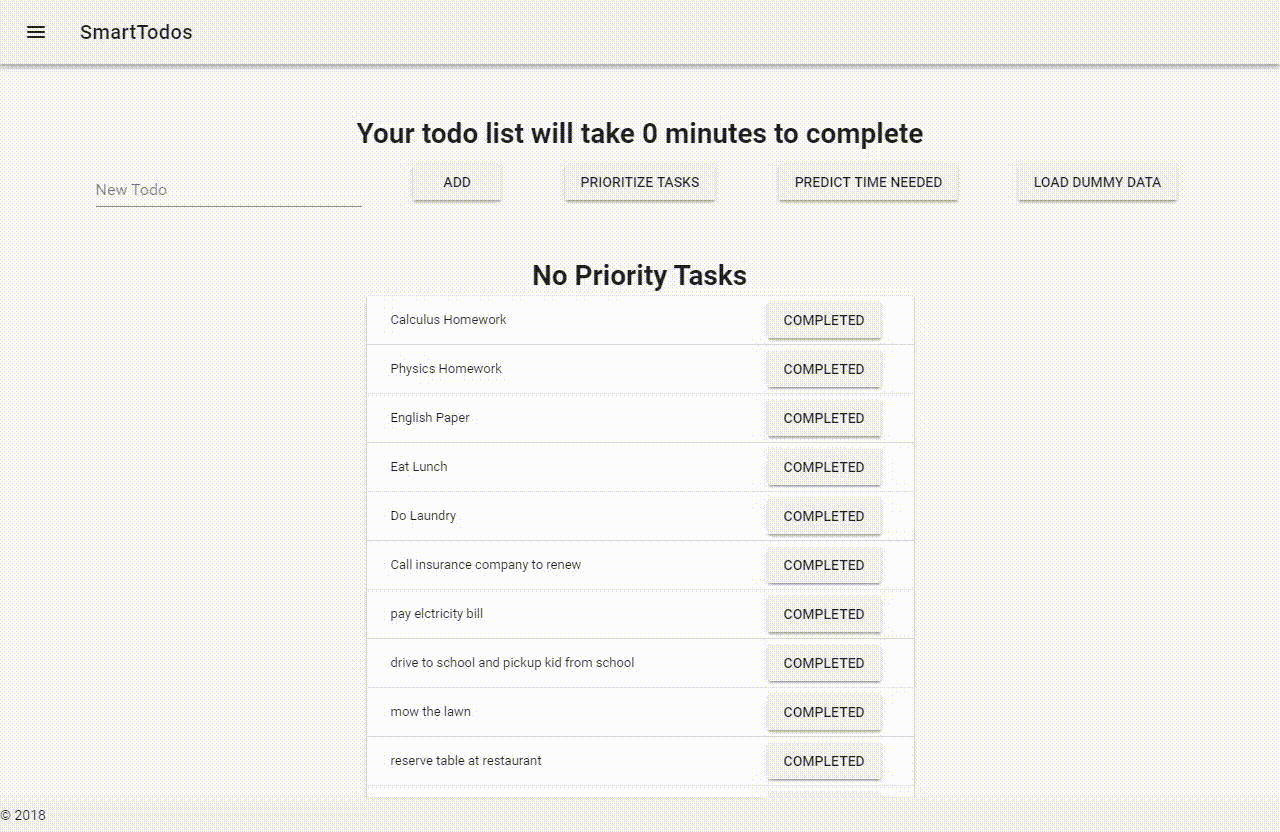 SmartTodos
Your todo list will take 0 minutes to complete
New Todo
ADD
PRIORITIZE TASKS
PREDICT TIME NEEDED
LOAD DUMMY DATA
No Priority Tasks
Calculus Homework COMPLETED
Physics Homework COMPLETED
English Paper COMPLETED
Eat Lunch COMPLETED
Do Laundry COMPLETED
Call insurance company to renew COMPLETED
pay elctricity bill COMPLETED
drive to school and pickup kid from school COMPLETED
mow the lawn COMPLETED
reserve table at restaurant COMPLETED
© 2018